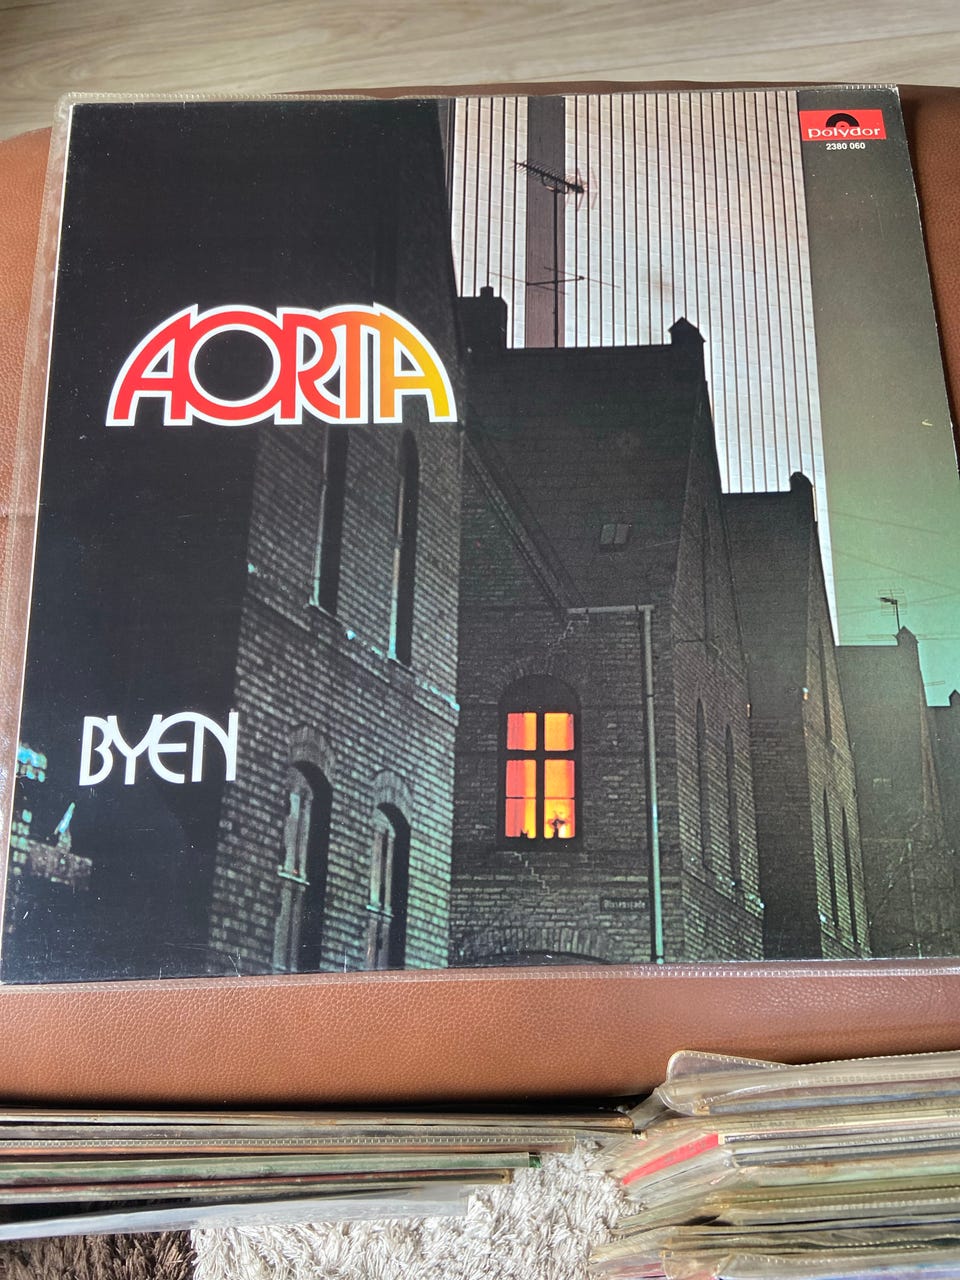 polydor
2380 060
AORTA
BYEN